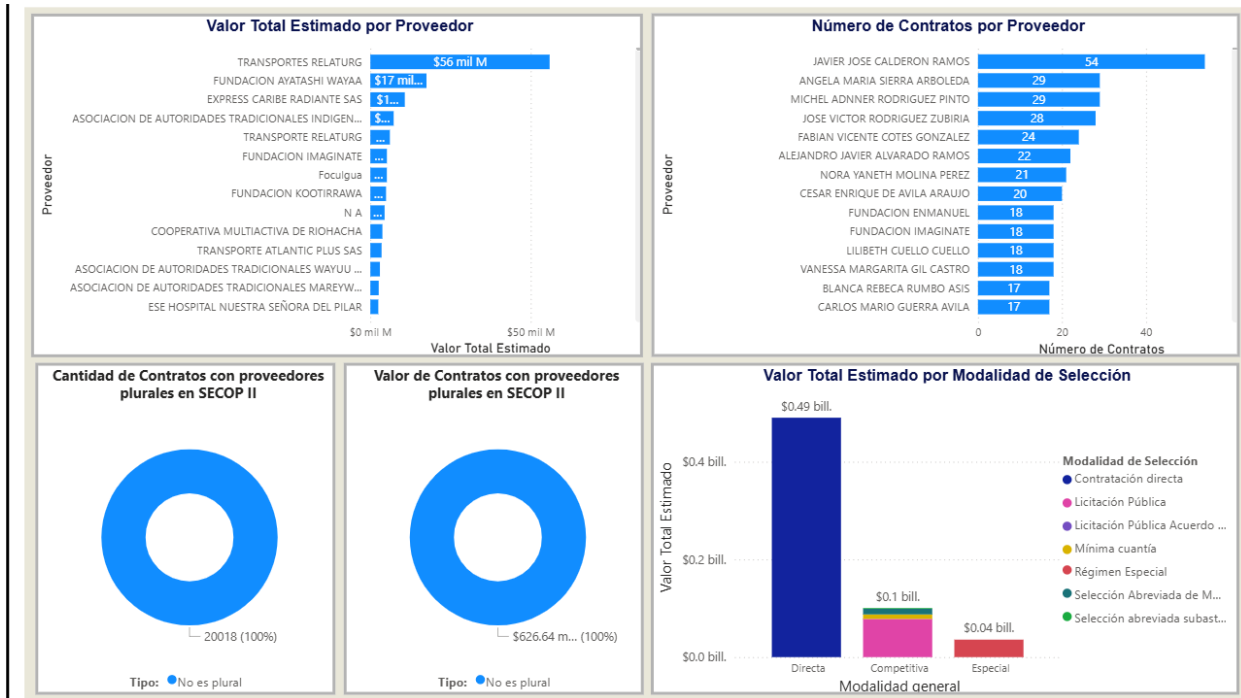 Valor Total Estimado por Proveedor
Proveedor
TRANSPORTES RELATURG
$56 mil M
FUNDACION AYATASHI WAYAA
$17 mil...
EXPRESS CARIBE RADIANTE SAS
$1...
ASOCIACION DE AUTORIDADES TRADICIONALES INDIGEN...
$...
TRANSPORTE RELATURG
...
FUNDACION IMAGINATE
...
Foculgua
...
FUNDACION KOOTIRRAWA
...
N A
...
COOPERATIVA MULTIACTIVA DE RIOHACHA
TRANSPORTE ATLANTIC PLUS SAS
ASOCIACION DE AUTORIDADES TRADICIONALES WAYUU ...
ASOCIACION DE AUTORIDADES TRADICIONALES MAREYW...
ESE HOSPITAL NUESTRA SEÑORA DEL PILAR
$0 mil M
$50 mil M
Valor Total Estimado
Número de Contratos por Proveedor
Proveedor
JAVIER JOSE CALDERON RAMOS
54
ANGELA MARIA SIERRA ARBOLEDA
29
MICHEL ADNNER RODRIGUEZ PINTO
29
JOSE VICTOR RODRIGUEZ ZUBIRIA
28
FABIAN VICENTE COTES GONZALEZ
24
ALEJANDRO JAVIER ALVARADO RAMOS
22
NORA YANETH MOLINA PEREZ
21
CESAR ENRIQUE DE AVILA ARAUJO
20
FUNDACION ENMANUEL
18
FUNDACION IMAGINATE
18
LILIBETH CUELLO CUELLO
18
VANESSA MARGARITA GIL CASTRO
18
BLANCA REBECA RUMBO ASIS
17
CARLOS MARIO GUERRA AVILA
17
0
20
40
Número de Contratos
Cantidad de Contratos con proveedores
plurales en SECOP II
20018 (100%)
Tipo: No es plural
Valor de Contratos con proveedores
plurales en SECOP II
$626.64 m... (100%)
Tipo: No es plural
Valor Total Estimado por Modalidad de Selección
Valor Total Estimado
$0.4 bill.
$0.2 bill.
$0.0 bill.
$0.49 bill.
$0.1 bill.
$0.04 bill.
Directa
Competitiva
Especial
Modalidad general
Modalidad de Selección
Contratación directa
Licitación Pública
Licitación Pública Acuerdo ...
Mínima cuantía
Régimen Especial
Selección Abreviada de M...
Selección abreviada subast...